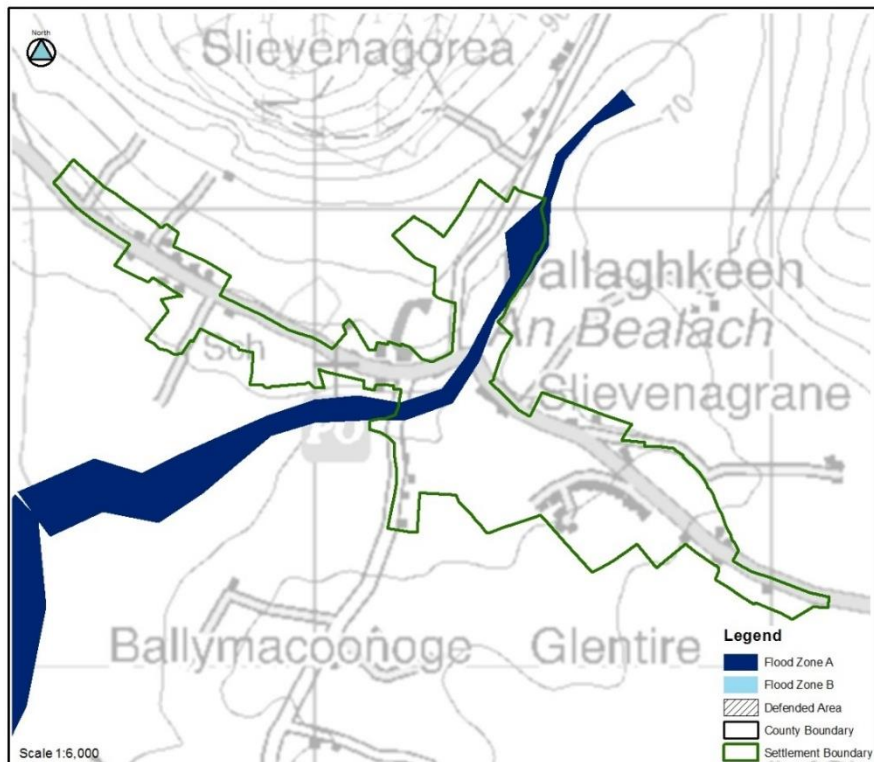 North
Slievenagorea
90
70
Ballaghkeen
An Bealach
Sch
Slievenagrane
PO
Ballymacoonoge
Glentire
Legend
Flood Zone A
Flood Zone B
Defended Area
County Boundary
Settlement Boundary
Scale 1:6,000